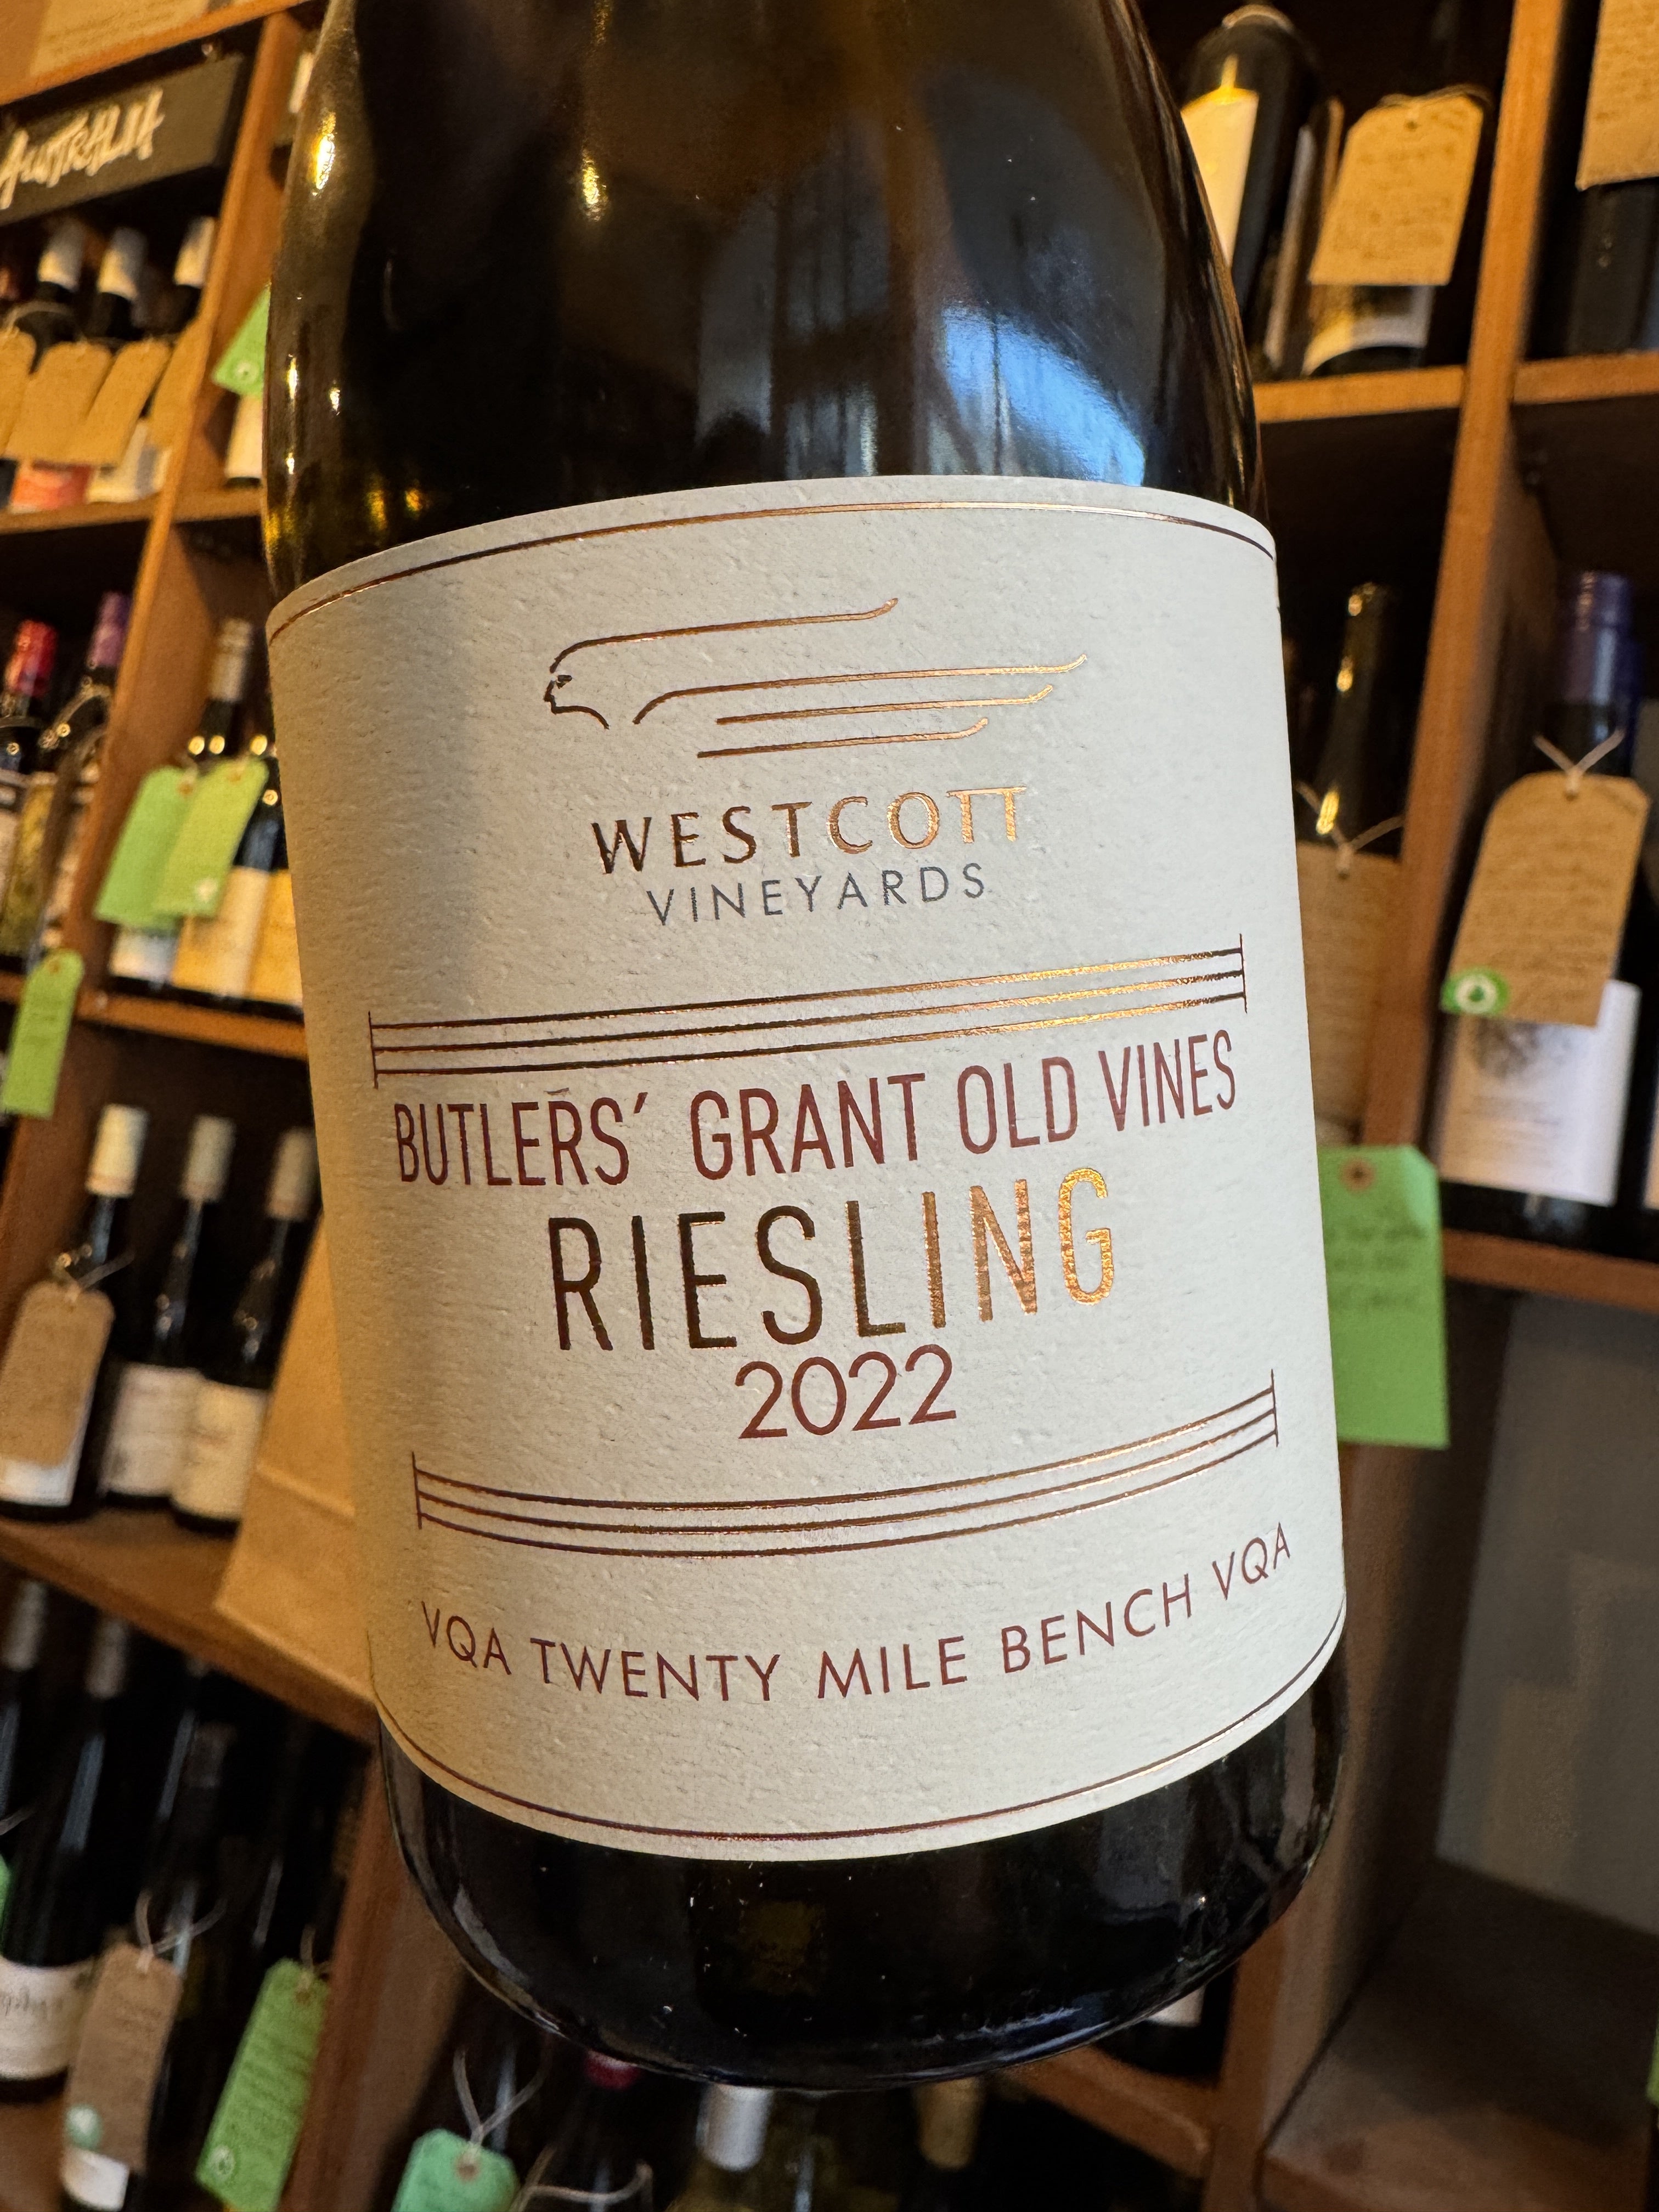 AUSTRALIA
WESTCOTT
VINEYARDS
BUTLERS' GRANT OLD VINES
RIESLING
2022
VQA TWENTY MILE BENCH VQA